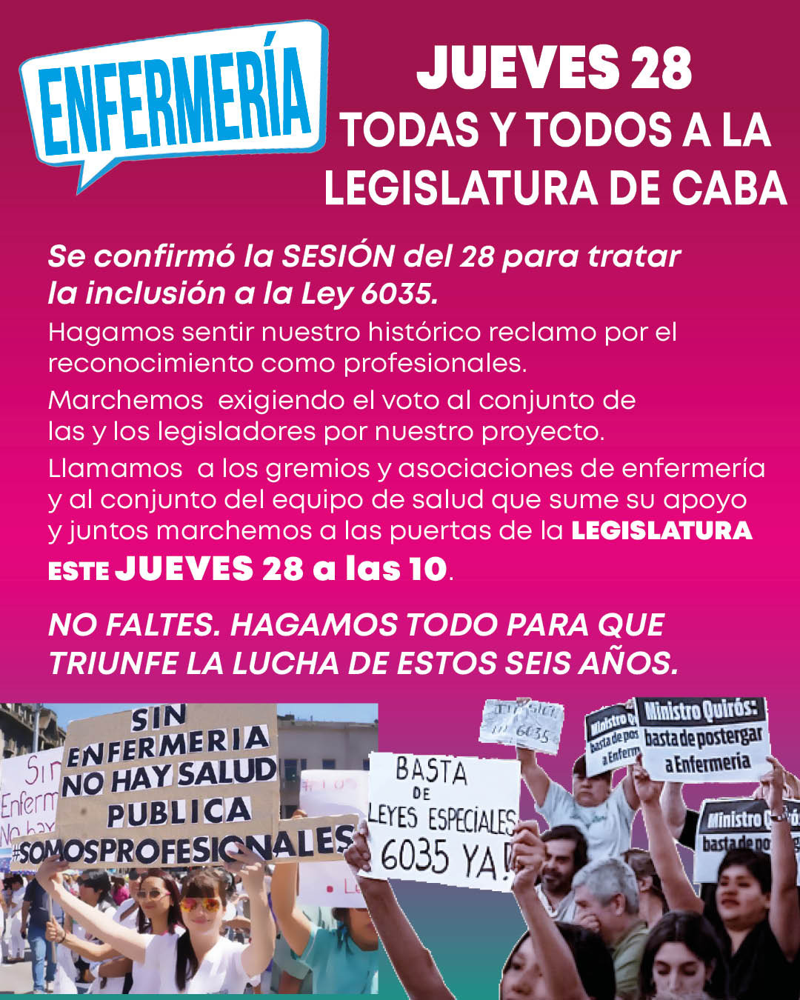 ENFERMERÍA
JUEVES 28
TODAS Y TODOS A LA
LEGISLATURA DE CABA
Se confirmó la SESIÓN del 28 para tratar
la inclusión a la Ley 6035.
Hagamos sentir nuestro histórico reclamo por el
reconocimiento como profesionales.
Marchemos exigiendo el voto al conjunto de
las y los legisladores por nuestro proyecto.
Llamamos a los gremios y asociaciones de enfermería
y al conjunto del equipo de salud que sume su apoyo
y juntos marchemos a las puertas de la LEGISLATURA
ESTE JUEVES 28 a las 10.
NO FALTES. HAGAMOS TODO PARA QUE
TRIUNFE LA LUCHA DE ESTOS SEIS AÑOS.
SIN
ENFERMERIA
NO HAY SALUD
PUBLICA
#SOMOSPROFESIONALES
Sin
Enferm
No hay
BASTA
DE
LEYES ESPECIALES
6035 YA!
6035
Ministro Q
basta de pos
a Enferm
Ministro Quirós:
basta de postergar
a Enfermería
Ministro Q
basta de po